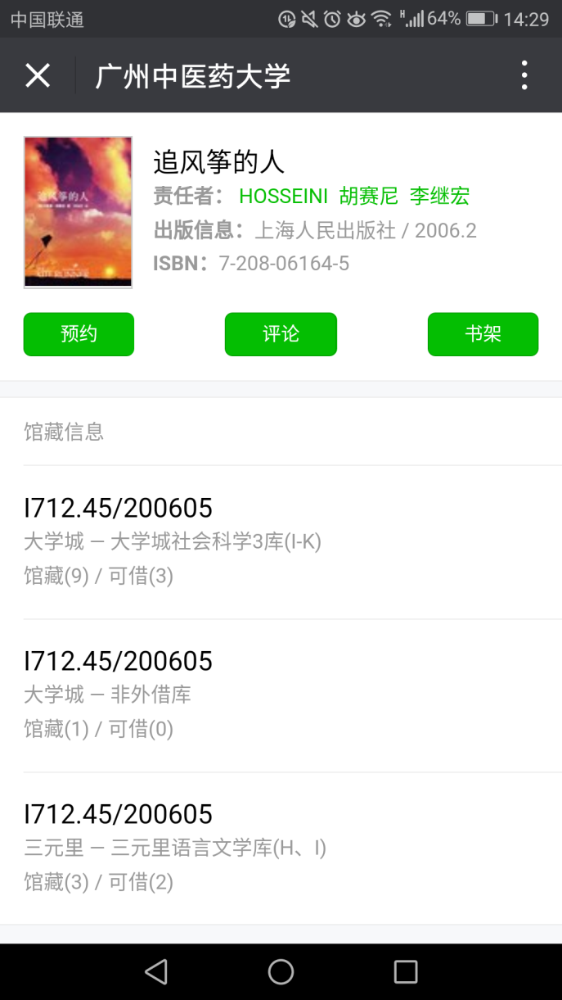 中国联通
H 64% 14:29
广州中医药大学
追风筝的人
追风筝的人
责任者： HOSSEINI 胡赛尼 李继宏
出版信息：上海人民出版社 / 2006.2
ISBN：7-208-06164-5
预约
评论
书架
馆藏信息
I712.45/200605
大学城 — 大学城社会科学3库(I-K)
馆藏(9) / 可借(3)
I712.45/200605
大学城 — 非外借库
馆藏(1) / 可借(0)
I712.45/200605
三元里 — 三元里语言文学库(H、I)
馆藏(3) / 可借(2)